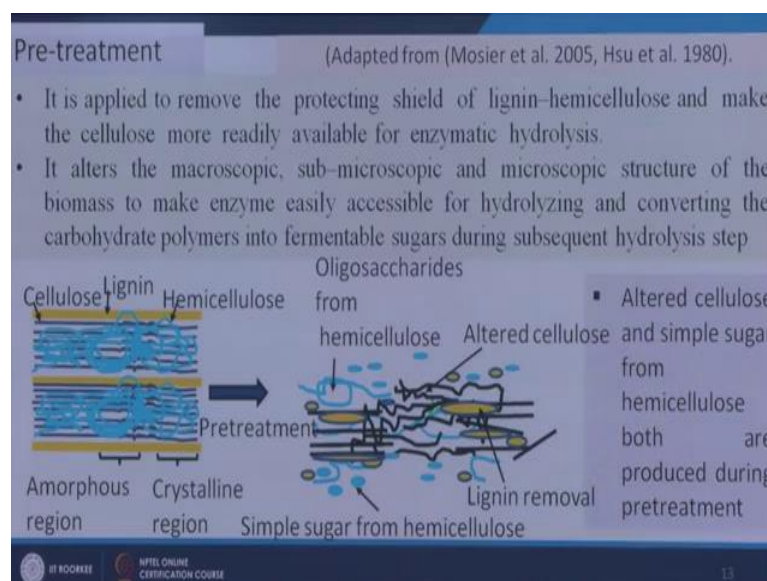 Pre-treatment
(Adapted from (Mosier et al. 2005, Hsu et al. 1980).
• It is applied to remove the protecting shield of lignin–hemicellulose and make
the cellulose more readily available for enzymatic hydrolysis.
• It alters the macroscopic, sub–microscopic and microscopic structure of the
biomass to make enzyme easily accessible for hydrolyzing and converting the
carbohydrate polymers into fermentable sugars during subsequent hydrolysis step
Cellulose
Lignin
Hemicellulose
Amorphous
region
Crystalline
region
Pretreatment
Oligosaccharides
from
hemicellulose
Altered cellulose
Lignin removal
Simple sugar from hemicellulose
▪ Altered cellulose
and simple sugar
from
hemicellulose
both are
produced during
pretreatment
IIT ROORKEE
NPTEL ONLINE
CERTIFICATION COURSE
13